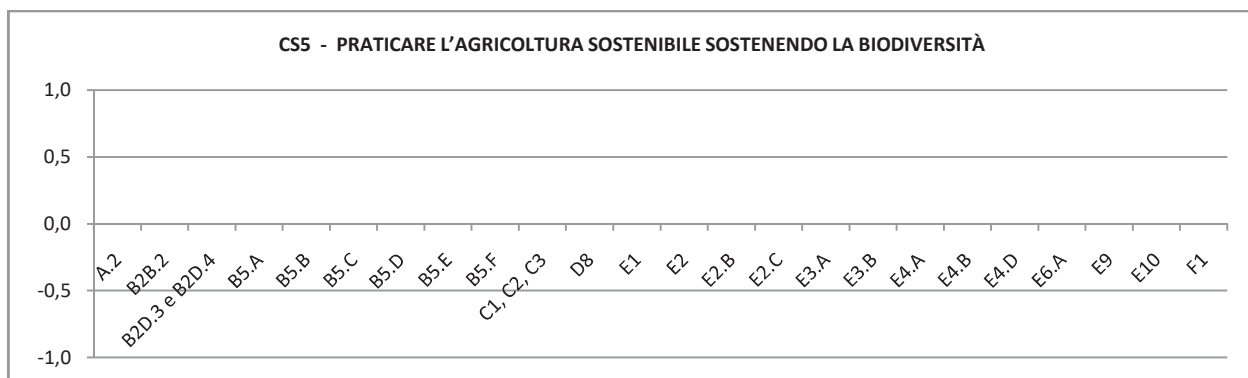 CS5 - PRATICARE L’AGRICOLTURA SOSTENIBILE SOSTENENDO LA BIODIVERSITÀ
1,0
0,5
0,0
-0,5
-1,0
A.2
B2B.2
B2D.3 e B2D.4
B5.A
B5.B
B5.C
B5.D
B5.E
B5.F
C1, C2, C3
D8
E1
E2
E2.B
E2.C
E3.A
E3.B
E4.A
E4.B
E4.D
E6.A
E9
E10
F1